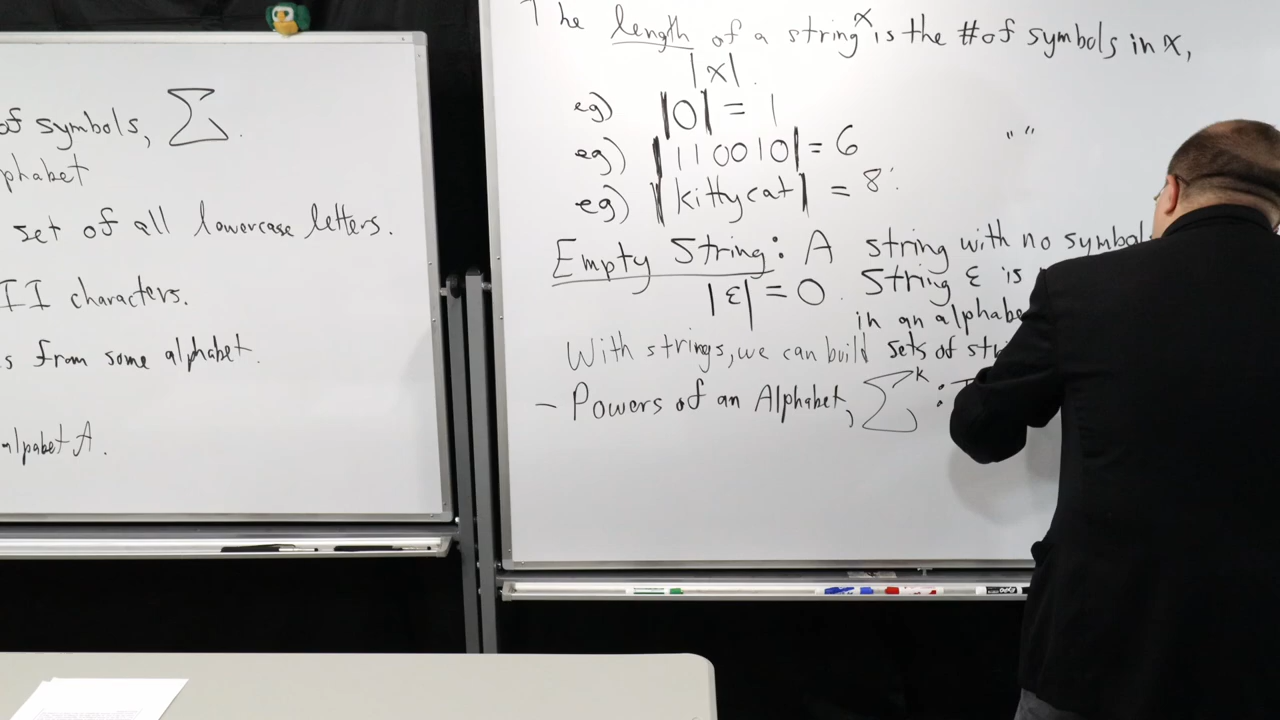 of symbols, Σ.
phabet
set of all lowercase letters.
II characters.
s from some alphabet.
alpabet A.
The length of a string x is the # of symbols in x,
|x|.
eg) |0| = 1
eg) |110010| = 6
" "
eg) |kittycat| = 8.
Empty String: A string with no symbol
|ε| = 0. String ε is
in an alphabe
With strings, we can build sets of stri
- Powers of an Alphabet, Σ^k : T